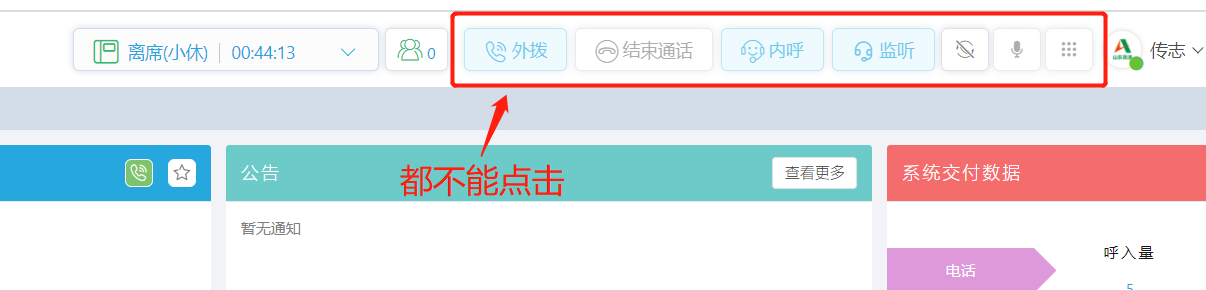 离席(小休) 00:44:13
0
外拨
结束通话
内呼
监听
传志
都不能点击
公告
查看更多
系统交付数据
暂无通知
呼入量
电话
5